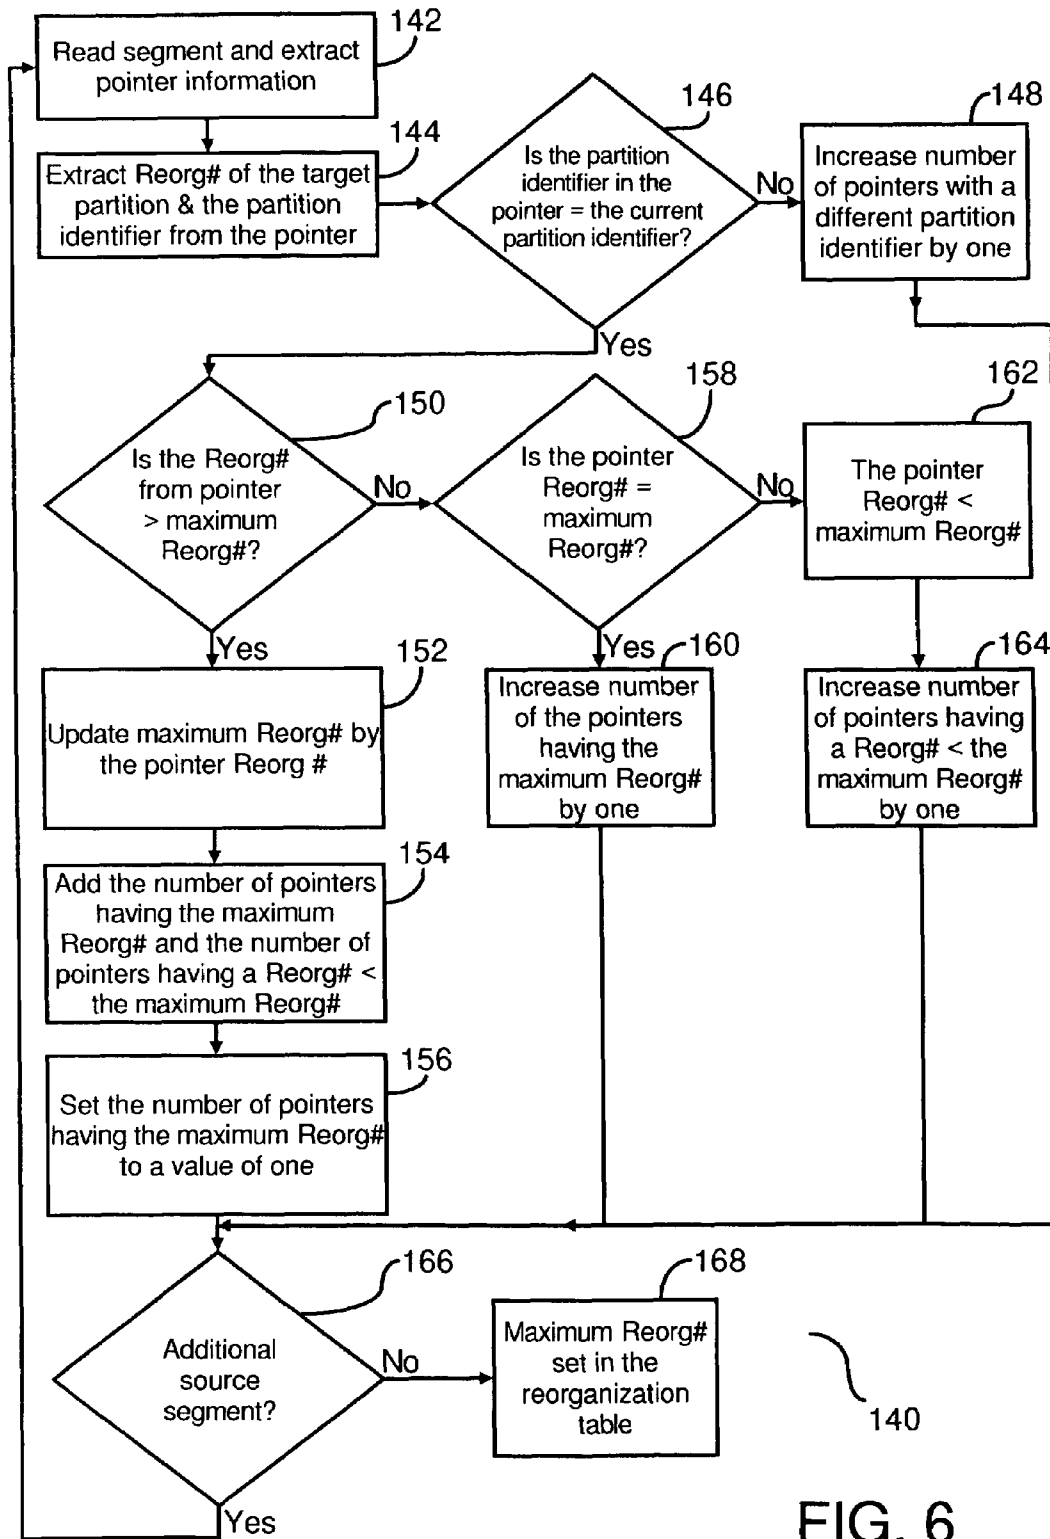 142
Read segment and extract
pointer information
144
Extract Reorg# of the target
partition & the partition
identifier from the pointer
146
Is the partition
identifier in the
pointer = the current
partition identifier?
No
148
Increase number
of pointers with a
different partition
identifier by one
Yes
150
Is the Reorg#
from pointer
> maximum
Reorg#?
No
158
Is the pointer
Reorg# =
maximum
Reorg#?
No
162
The pointer
Reorg# <
maximum Reorg#
Yes
152
Update maximum Reorg# by
the pointer Reorg #
Yes
160
Increase number
of the pointers
having the
maximum Reorg#
by one
164
Increase number
of pointers having
a Reorg# < the
maximum Reorg#
by one
154
Add the number of pointers
having the maximum
Reorg# and the number of
pointers having a Reorg# <
the maximum Reorg#
156
Set the number of pointers
having the maximum Reorg#
to a value of one
166
Additional
source
segment?
No
168
Maximum Reorg#
set in the
reorganization
table
140
Yes
FIG. 6